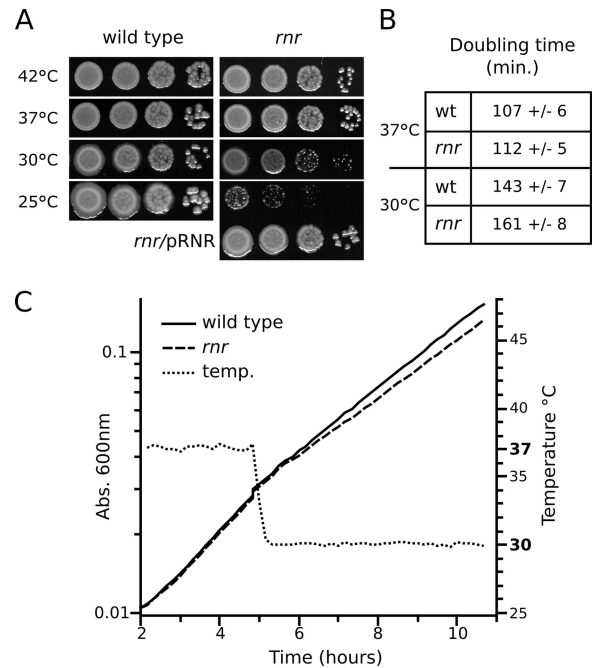 A
wild type
rnr
42°C
37°C
30°C
25°C
rnr/pRNR
B
Doubling time
(min.)
37°C
wt
107 +/- 6
rnr
112 +/- 5
30°C
wt
143 +/- 7
rnr
161 +/- 8
C
wild type
rnr
temp.
Abs. 600nm
0.1
0.01
2
4
6
8
10
Time (hours)
45
40
37
35
30
25
Temperature °C